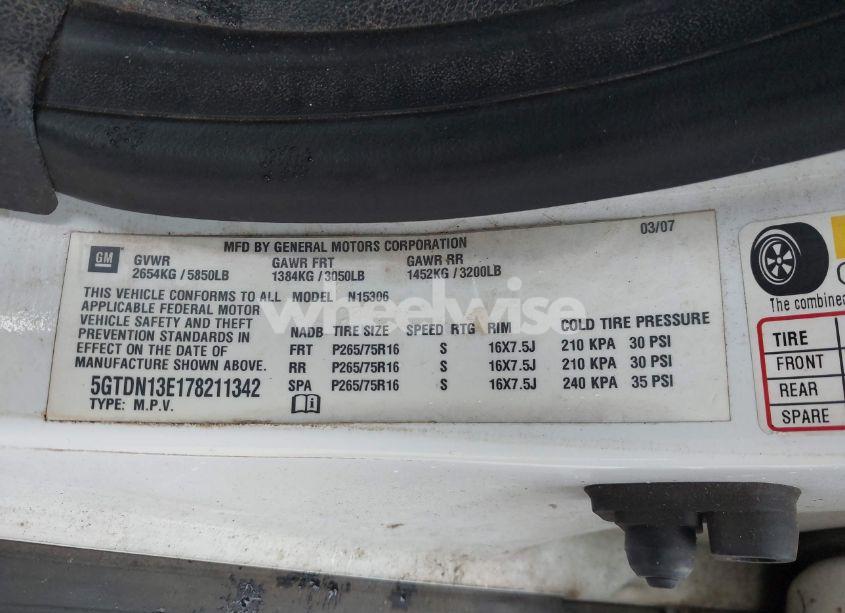 MFD BY GENERAL MOTORS CORPORATION 03/07
GM
GVWR GAWR FRT GAWR RR
2654KG / 5850LB 1384KG / 3050LB 1452KG / 3200LB
THIS VEHICLE CONFORMS TO ALL MODEL N15306
APPLICABLE FEDERAL MOTOR
VEHICLE SAFETY AND THEFT
PREVENTION STANDARDS IN
EFFECT ON THE DATE OF
MANUFACTURE SHOWN ABOVE.
5GTDN13E178211342
TYPE: M.P.V.
NADB TIRE SIZE SPEED RTG RIM COLD TIRE PRESSURE
FRT P265/75R16 S 16X7.5J 210 KPA 30 PSI
RR P265/75R16 S 16X7.5J 210 KPA 30 PSI
SPA P265/75R16 S 16X7.5J 240 KPA 35 PSI
The combined
TIRE
FRONT
REAR
SPARE
wheelwise